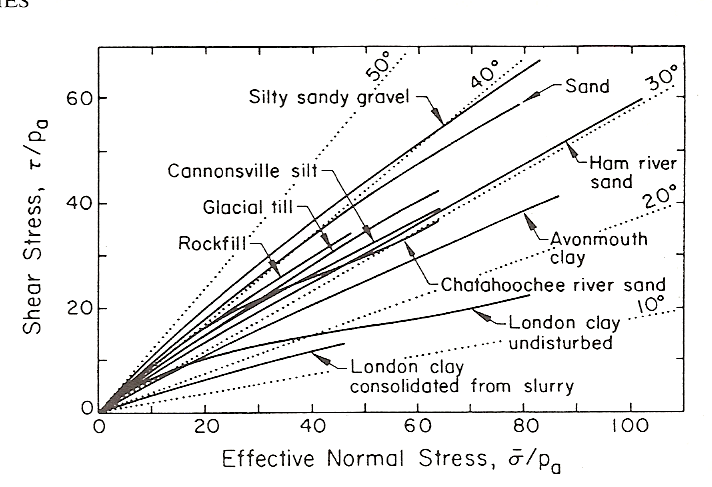 IES
50°
40°
30°
20°
10°
Silty sandy gravel
Sand
Cannonsville silt
Glacial till
Rockfill
Ham river
sand
Avonmouth
clay
Chatahoochee river sand
London clay
undisturbed
London clay
consolidated from slurry
Shear Stress, τ/pa
60
40
20
0
0 20 40 60 80 100
Effective Normal Stress, σ̄/pa